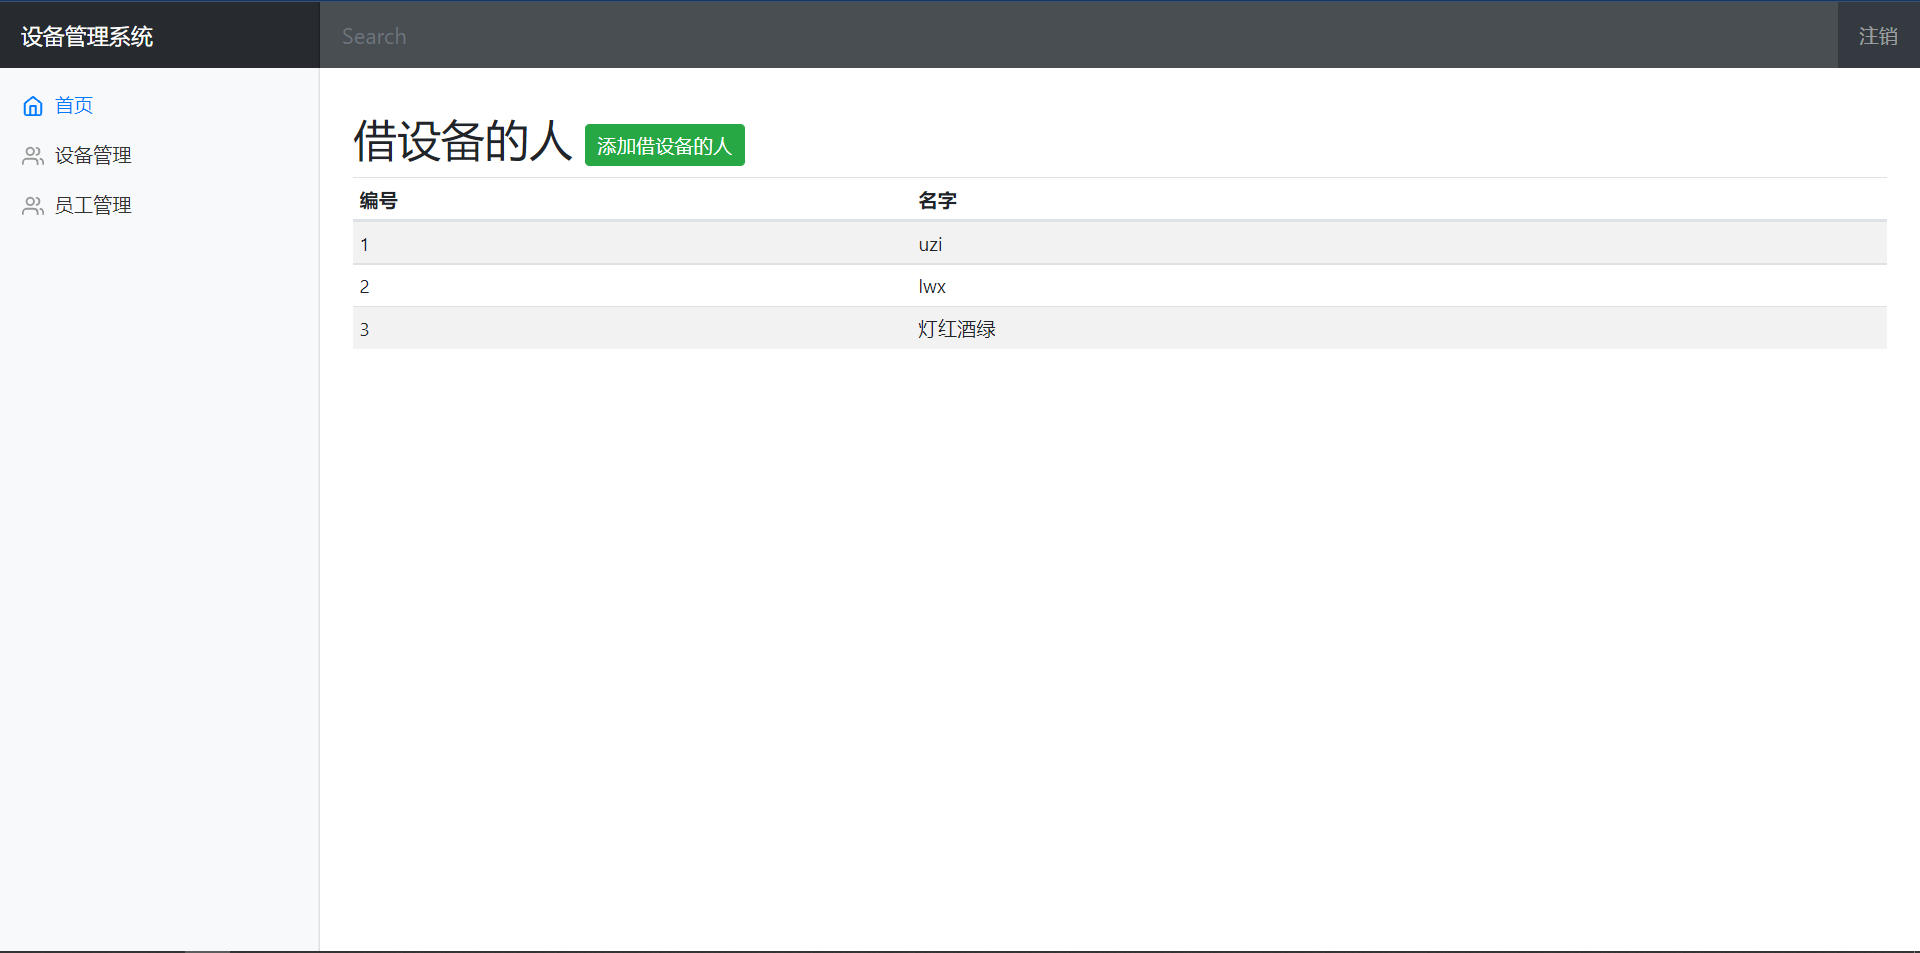 设备管理系统
Search
注销
首页
设备管理
员工管理
借设备的人
添加借设备的人
编号 名字
1 uzi
2 lwx
3 灯红酒绿